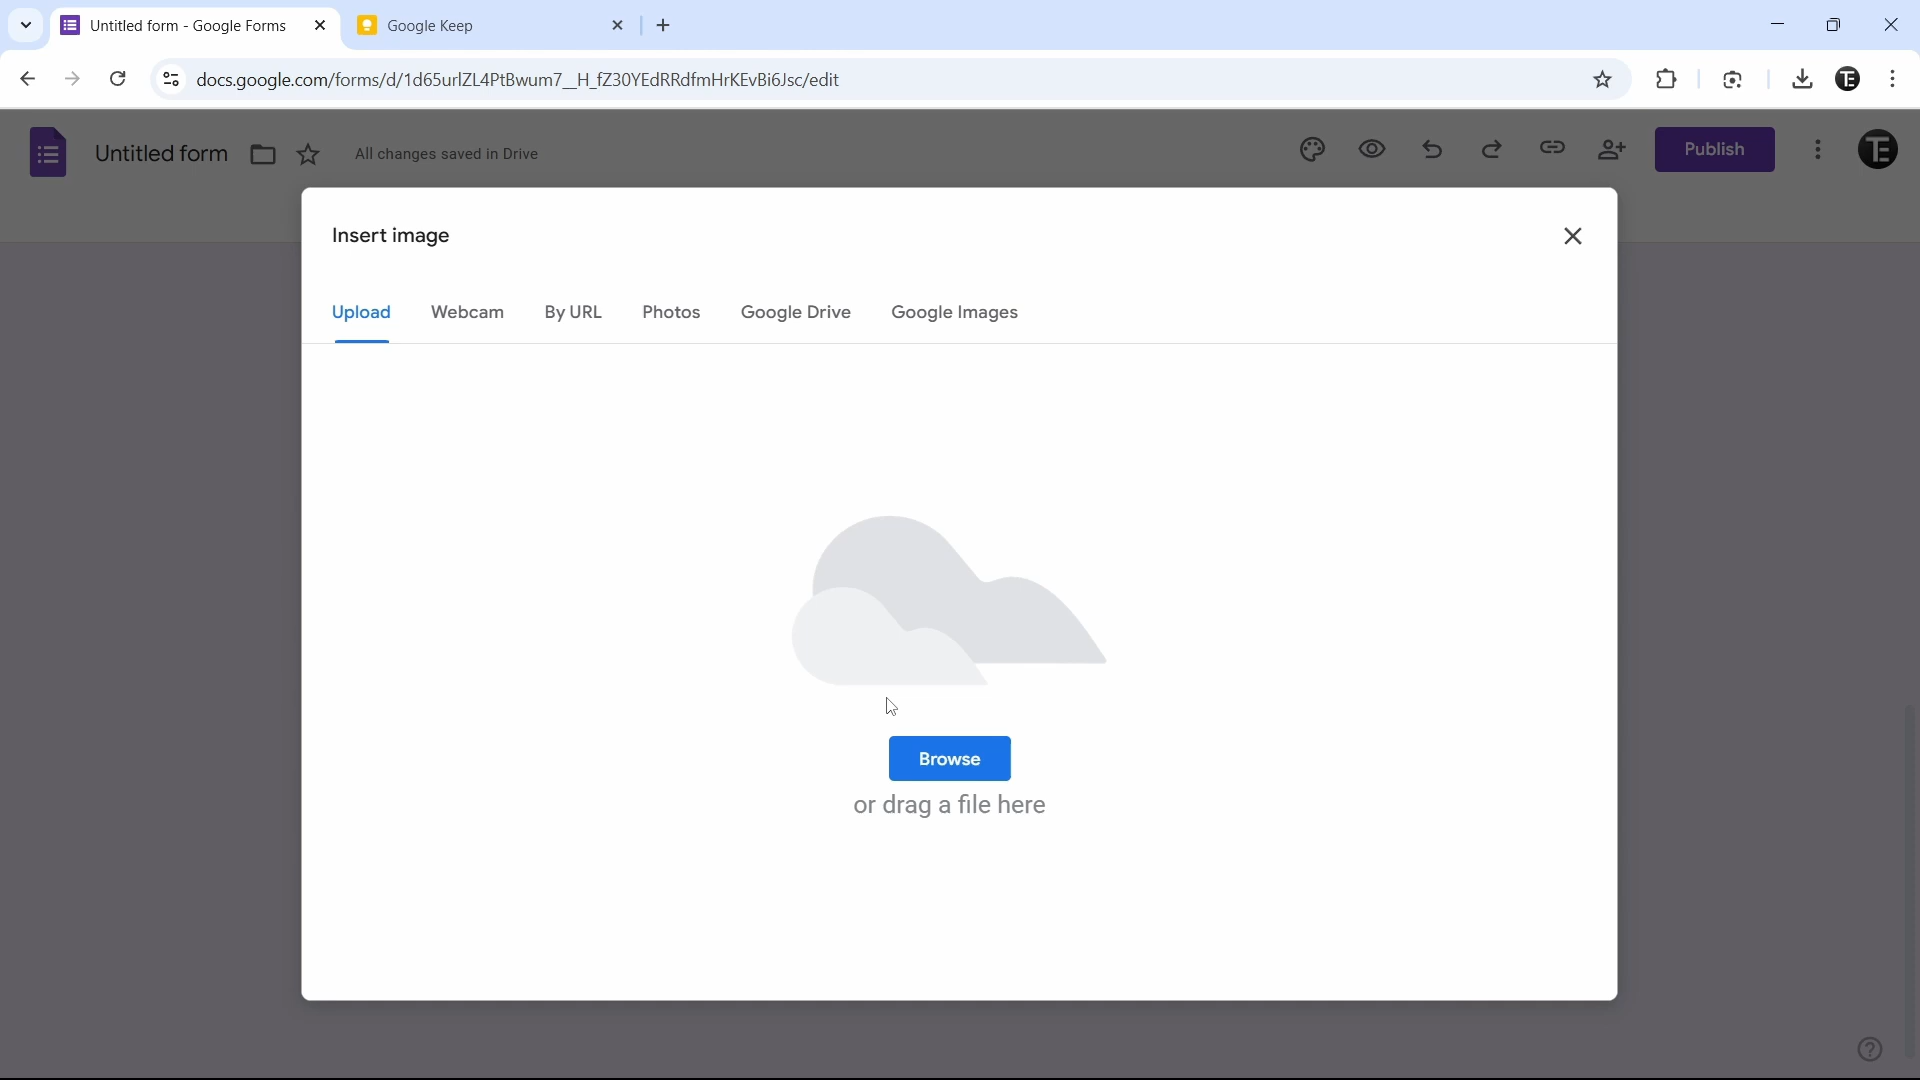 Untitled form - Google Forms
Google Keep
docs.google.com/forms/d/1d65urlZL4PtBwum7__H_fZ30YEdRRdfmHrKEvBi6Jsc/edit
Untitled form
All changes saved in Drive
Publish
Insert image
Upload Webcam By URL Photos Google Drive Google Images
Browse
or drag a file here